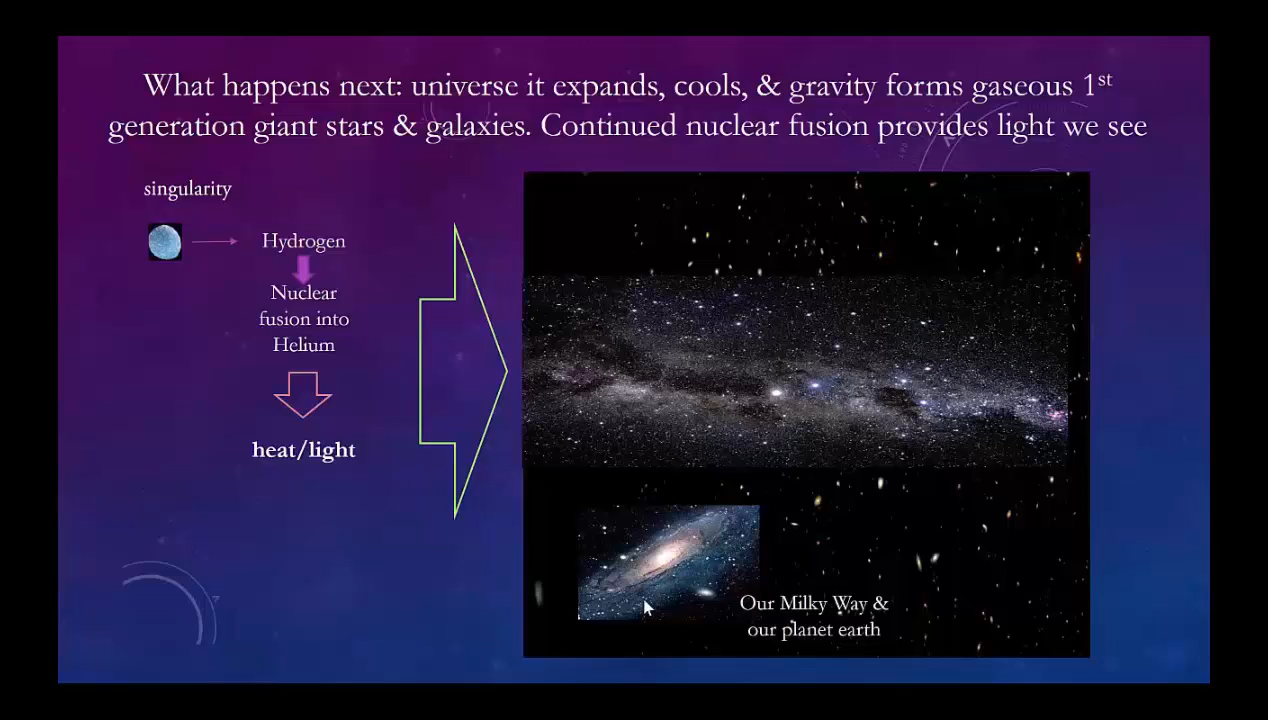 What happens next: universe it expands, cools, & gravity forms gaseous 1st
generation giant stars & galaxies. Continued nuclear fusion provides light we see
singularity
Hydrogen
Nuclear
fusion into
Helium
heat/light
Our Milky Way &
our planet earth